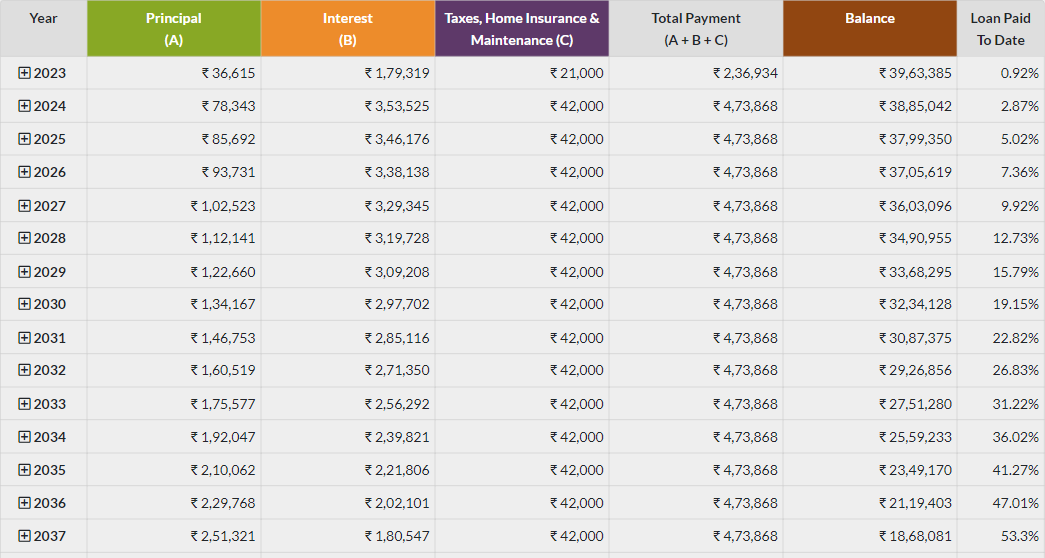 Year Principal Interest Taxes, Home Insurance & Total Payment Balance Loan Paid
(A) (B) Maintenance (C) (A + B + C) To Date
2023 ₹ 36,615 ₹ 1,79,319 ₹ 21,000 ₹ 2,36,934 ₹ 39,63,385 0.92%
2024 ₹ 78,343 ₹ 3,53,525 ₹ 42,000 ₹ 4,73,868 ₹ 38,85,042 2.87%
2025 ₹ 85,692 ₹ 3,46,176 ₹ 42,000 ₹ 4,73,868 ₹ 37,99,350 5.02%
2026 ₹ 93,731 ₹ 3,38,138 ₹ 42,000 ₹ 4,73,868 ₹ 37,05,619 7.36%
2027 ₹ 1,02,523 ₹ 3,29,345 ₹ 42,000 ₹ 4,73,868 ₹ 36,03,096 9.92%
2028 ₹ 1,12,141 ₹ 3,19,728 ₹ 42,000 ₹ 4,73,868 ₹ 34,90,955 12.73%
2029 ₹ 1,22,660 ₹ 3,09,208 ₹ 42,000 ₹ 4,73,868 ₹ 33,68,295 15.79%
2030 ₹ 1,34,167 ₹ 2,97,702 ₹ 42,000 ₹ 4,73,868 ₹ 32,34,128 19.15%
2031 ₹ 1,46,753 ₹ 2,85,116 ₹ 42,000 ₹ 4,73,868 ₹ 30,87,375 22.82%
2032 ₹ 1,60,519 ₹ 2,71,350 ₹ 42,000 ₹ 4,73,868 ₹ 29,26,856 26.83%
2033 ₹ 1,75,577 ₹ 2,56,292 ₹ 42,000 ₹ 4,73,868 ₹ 27,51,280 31.22%
2034 ₹ 1,92,047 ₹ 2,39,821 ₹ 42,000 ₹ 4,73,868 ₹ 25,59,233 36.02%
2035 ₹ 2,10,062 ₹ 2,21,806 ₹ 42,000 ₹ 4,73,868 ₹ 23,49,170 41.27%
2036 ₹ 2,29,768 ₹ 2,02,101 ₹ 42,000 ₹ 4,73,868 ₹ 21,19,403 47.01%
2037 ₹ 2,51,321 ₹ 1,80,547 ₹ 42,000 ₹ 4,73,868 ₹ 18,68,081 53.3%